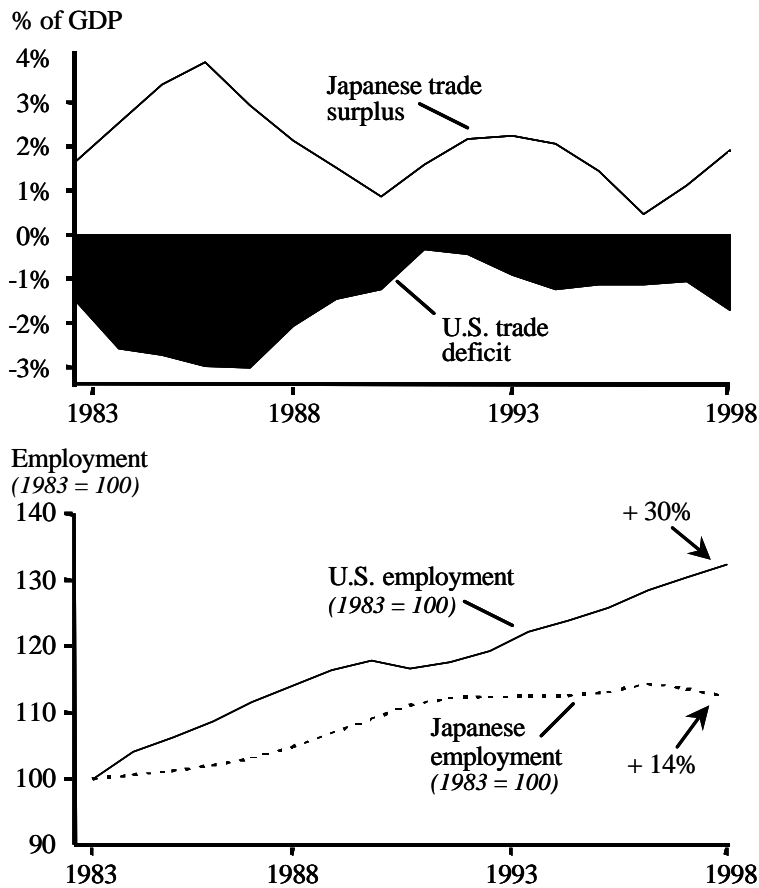 % of GDP
4%
3%
2%
1%
0%
-1%
-2%
-3%
Japanese trade
surplus
U.S. trade
deficit
1983
1988
1993
1998
Employment
(1983 = 100)
140
130
120
110
100
90
+ 30%
U.S. employment
(1983 = 100)
Japanese
employment
(1983 = 100)
+ 14%
1983
1988
1993
1998